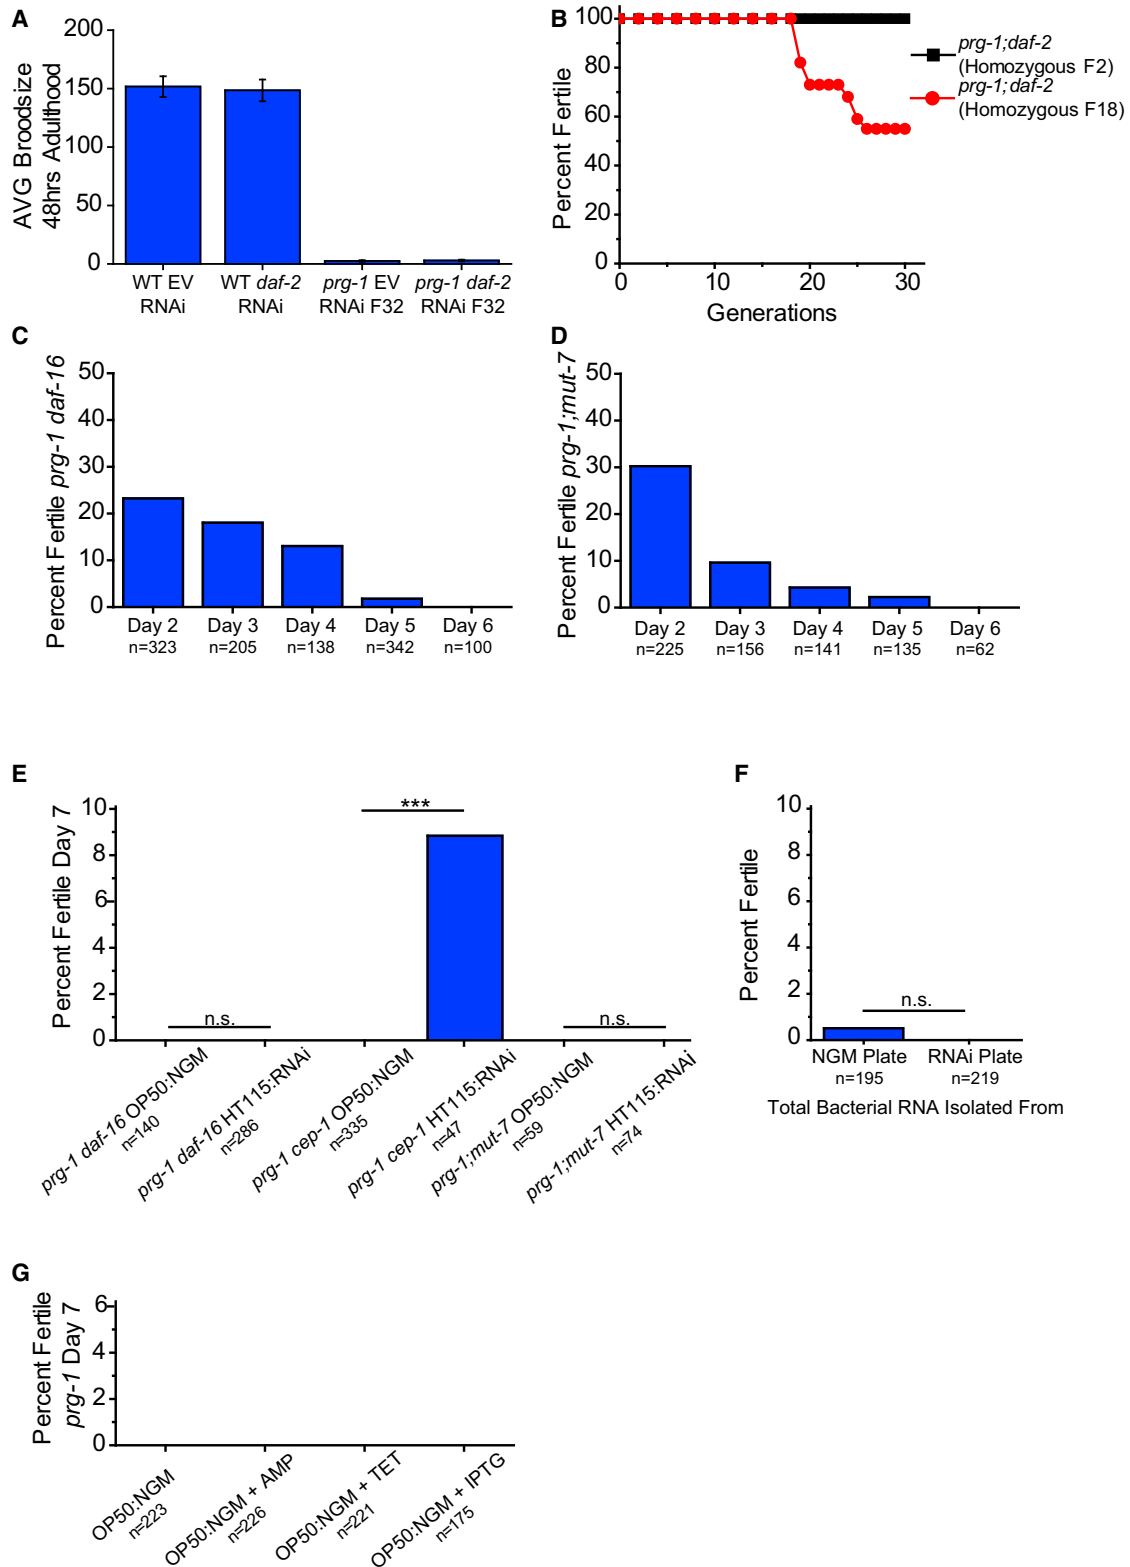 A
200
150
100
50
0
AVG Broodsize
48hrs Adulthood
WT EV
RNAi
WT daf-2
RNAi
prg-1 EV
RNAi F32
prg-1 daf-2
RNAi F32
B
100
80
60
40
20
0
Percent Fertile
0
10
20
30
Generations
prg-1;daf-2
(Homozygous F2)
prg-1;daf-2
(Homozygous F18)
C
50
40
30
20
10
0
Percent Fertile prg-1 daf-16
Day 2
n=323
Day 3
n=205
Day 4
n=138
Day 5
n=342
Day 6
n=100
D
50
40
30
20
10
0
Percent Fertile prg-1;mut-7
Day 2
n=225
Day 3
n=156
Day 4
n=141
Day 5
n=135
Day 6
n=62
E
10
8
6
4
2
0
Percent Fertile Day 7
n.s.
***
n.s.
prg-1 daf-16 OP50:NGM
n=140
prg-1 daf-16 HT115:RNAi
n=286
prg-1 cep-1 OP50:NGM
n=335
prg-1 cep-1 HT115:RNAi
n=47
prg-1;mut-7 OP50:NGM
n=59
prg-1;mut-7 HT115:RNAi
n=74
F
10
8
6
4
2
0
Percent Fertile
n.s.
NGM Plate
n=195
RNAi Plate
n=219
Total Bacterial RNA Isolated From
G
6
4
2
0
Percent Fertile
prg-1 Day 7
OP50:NGM
n=223
OP50:NGM + AMP
n=226
OP50:NGM + TET
n=221
OP50:NGM + IPTG
n=175